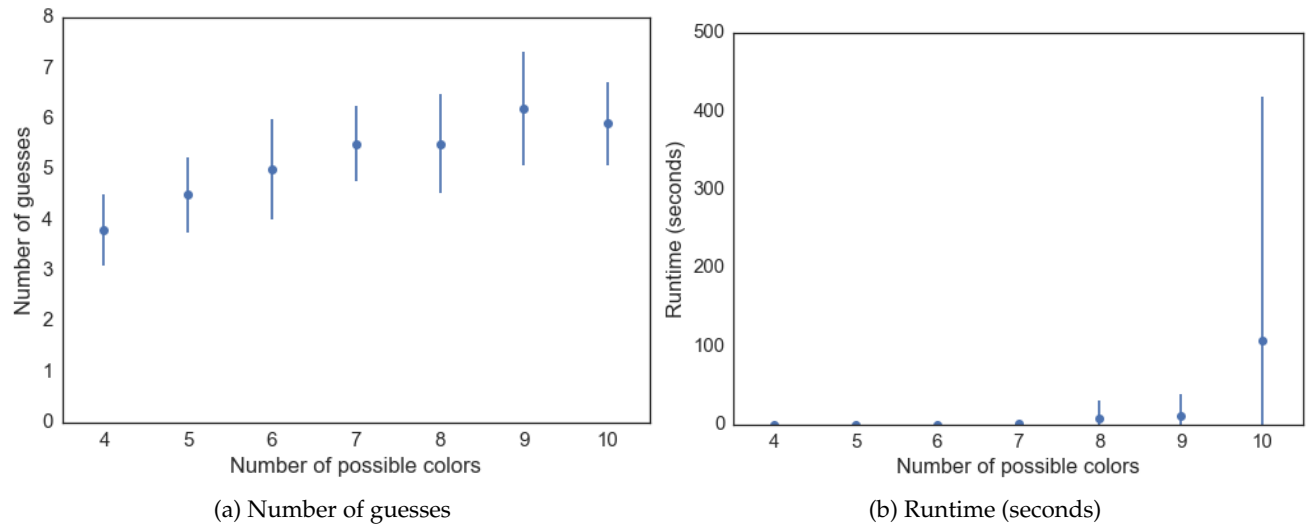 8
7
6
5
4
3
2
1
0
Number of guesses
4 5 6 7 8 9 10
Number of possible colors
(a) Number of guesses
500
400
300
200
100
0
Runtime (seconds)
4 5 6 7 8 9 10
Number of possible colors
(b) Runtime (seconds)